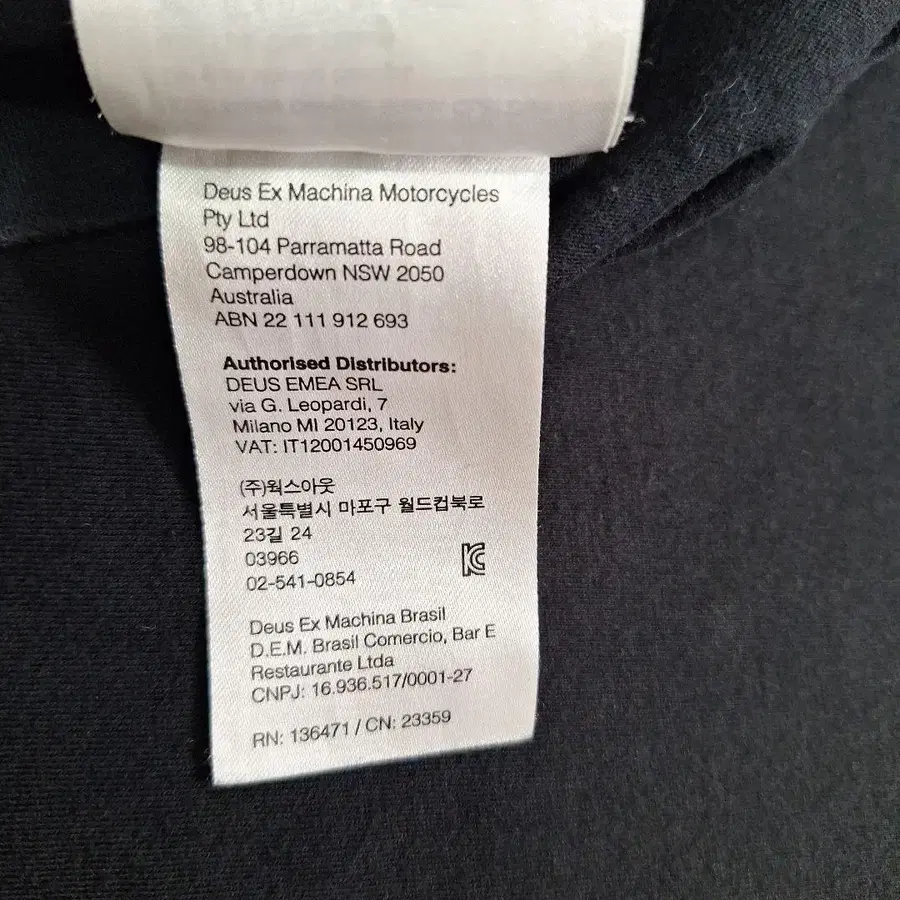 Deus Ex Machina Motorcycles
Pty Ltd
98-104 Parramatta Road
Camperdown NSW 2050
Australia
ABN 22 111 912 693
Authorised Distributors:
DEUS EMEA SRL
via G. Leopardi, 7
Milano MI 20123, Italy
VAT: IT12001450969
(주)웍스아웃
서울특별시 마포구 월드컵북로
23길 24
03966
02-541-0854
Deus Ex Machina Brasil
D.E.M. Brasil Comercio, Bar E
Restaurante Ltda
CNPJ: 16.936.517/0001-27
RN: 136471 / CN: 23359